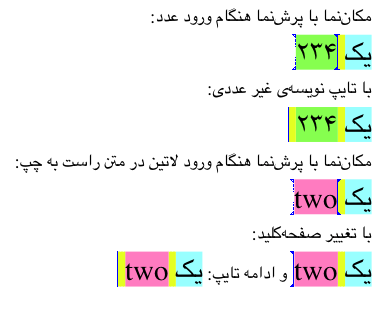 مکان‌نما با پرش‌نما هنگام ورود عدد:
یک ۲۳۴
با تایپ نویسه‌ی غیر عددی:
یک ۲۳۴
مکان‌نما با پرش‌نما هنگام ورود لاتین در متن راست به چپ:
یک two
با تغییر صفحه‌کلید:
یک two و ادامه تایپ: یک two